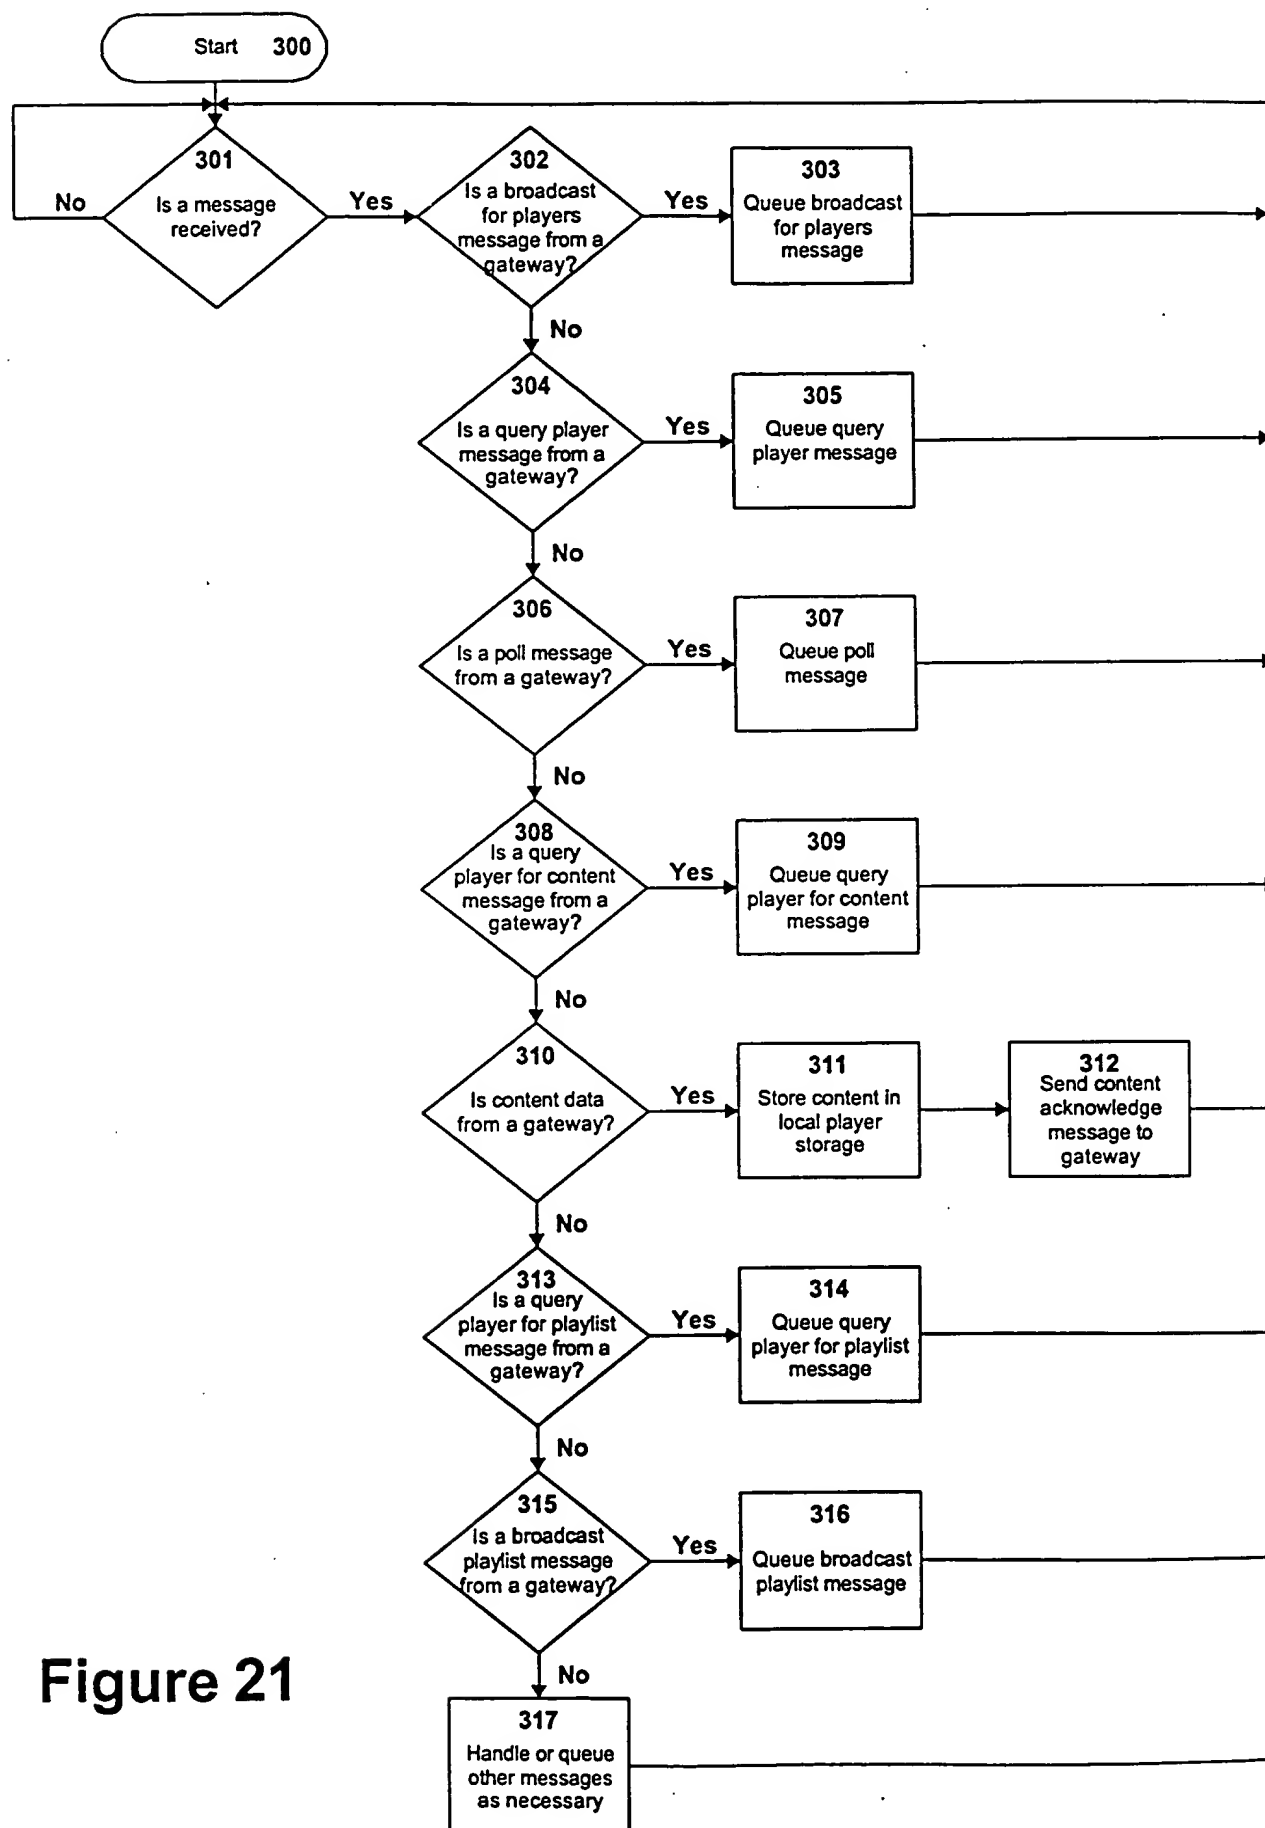 Start 300
301
Is a message
received?
No
Yes
302
Is a broadcast
for players
message from a
gateway?
Yes
303
Queue broadcast
for players
message
No
304
Is a query player
message from a
gateway?
Yes
305
Queue query
player message
No
306
Is a poll message
from a gateway?
Yes
307
Queue poll
message
No
308
Is a query
player for content
message from a
gateway?
Yes
309
Queue query
player for content
message
No
310
Is content data
from a gateway?
Yes
311
Store content in
local player
storage
312
Send content
acknowledge
message to
gateway
No
313
Is a query
player for playlist
message from a
gateway?
Yes
314
Queue query
player for playlist
message
No
315
Is a broadcast
playlist message
from a gateway?
Yes
316
Queue broadcast
playlist message
No
317
Handle or queue
other messages
as necessary
Figure 21